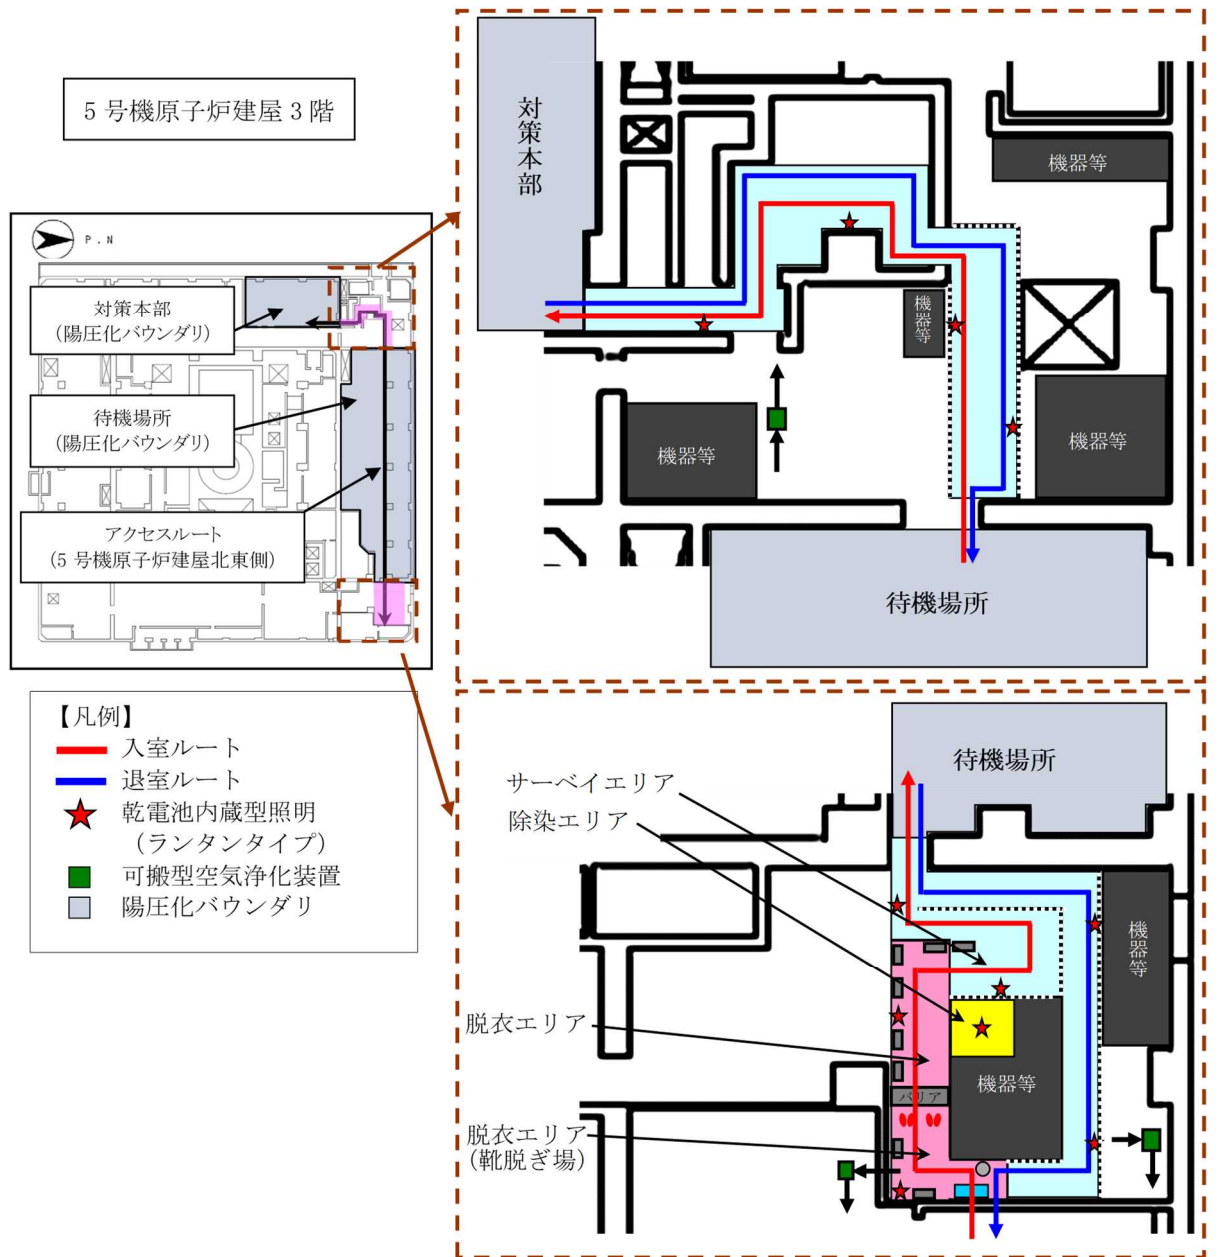 5 号機原子炉建屋 3 階
P.N
対策本部
(陽圧化バウンダリ)
待機場所
(陽圧化バウンダリ)
アクセスルート
(5 号機原子炉建屋北東側)
【凡例】
入室ルート
退室ルート
乾電池内蔵型照明
(ランタンタイプ)
可搬型空気浄化装置
陽圧化バウンダリ
対策本部
機器等
機器等
機器等
機器等
待機場所
待機場所
サーベイエリア
除染エリア
機器等
脱衣エリア
機器等
バリア
脱衣エリア
(靴脱ぎ場)